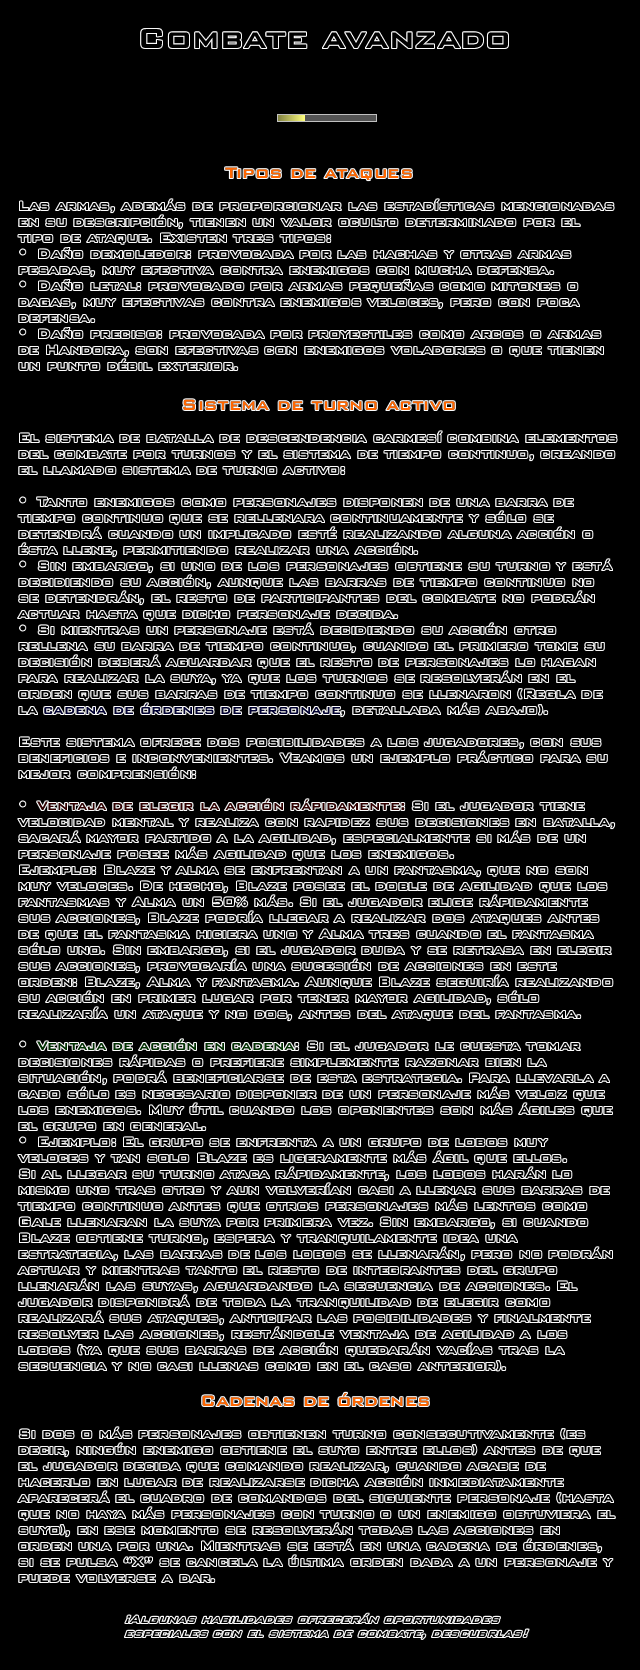 Combate avanzado
Tipos de ataques
Las armas, además de proporcionar las estadísticas mencionadas
en su descripción, tienen un valor oculto determinado por el
tipo de ataque. Existen tres tipos:
• Daño demoledor: provocada por las hachas y otras armas
pesadas, muy efectiva contra enemigos con mucha defensa.
• Daño letal: provocado por armas pequeñas como mitones o
dagas, muy efectivas contra enemigos veloces, pero con poca
defensa.
• Daño preciso: provocada por proyectiles como arcos o armas
de Handora, son efectivas con enemigos voladores o que tienen
un punto débil exterior.
Sistema de turno activo
El sistema de batalla de descendencia carmesí combina elementos
del combate por turnos y el sistema de tiempo continuo, creando
el llamado sistema de turno activo:
• Tanto enemigos como personajes disponen de una barra de
tiempo continuo que se rellenara continuamente y sólo se
detendrá cuando un implicado esté realizando alguna acción o
ésta llene, permitiendo realizar una acción.
• Sin embargo, si uno de los personajes obtiene su turno y está
decidiendo su acción, aunque las barras de tiempo continuo no
se detendrán, el resto de participantes del combate no podrán
actuar hasta que dicho personaje decida.
• Si mientras un personaje está decidiendo su acción otro
rellena su barra de tiempo continuo, cuando el primero tome su
decisión deberá aguardar que el resto de personajes lo hagan
para realizar la suya, ya que los turnos se resolverán en el
orden que sus barras de tiempo continuo se llenaron (Regla de
la cadena de órdenes de personaje, detallada más abajo).
Este sistema ofrece dos posibilidades a los jugadores, con sus
beneficios e inconvenientes. Veamos un ejemplo práctico para su
mejor comprensión:
• Ventaja de elegir la acción rápidamente: Si el jugador tiene
velocidad mental y realiza con rapidez sus decisiones en batalla,
sacará mayor partido a la agilidad, especialmente si más de un
personaje posee más agilidad que los enemigos.
Ejemplo: Blaze y Alma se enfrentan a un fantasma, que no son
muy veloces. De hecho, Blaze posee el doble de agilidad que los
fantasmas y Alma un 50% más. Si el jugador elige rápidamente
sus acciones, Blaze podría llegar a realizar dos ataques antes
de que el fantasma hiciera uno y Alma tres cuando el fantasma
sólo uno. Sin embargo, si el jugador duda y se retrasa en elegir
sus acciones, provocaría una sucesión de acciones en este
orden: Blaze, Alma y fantasma. Aunque Blaze seguiría realizando
su acción en primer lugar por tener mayor agilidad, sólo
realizaría un ataque y no dos, antes del ataque del fantasma.
• Ventaja de acción en cadena: Si el jugador le cuesta tomar
decisiones rápidas o prefiere simplemente razonar bien la
situación, podrá beneficiarse de esta estrategia. Para llevarla a
cabo sólo es necesario disponer de un personaje más veloz que
los enemigos. Muy útil cuando los oponentes son más ágiles que
el grupo en general.
• Ejemplo: El grupo se enfrenta a un grupo de lobos muy
veloces y tan solo Blaze es ligeramente más ágil que ellos.
Si al llegar su turno ataca rápidamente, los lobos harán lo
mismo uno tras otro y aun volverían casi a llenar sus barras de
tiempo continuo antes que otros personajes más lentos como
Gale llenaran la suya por primera vez. Sin embargo, si cuando
Blaze obtiene turno, espera y tranquilamente idea una
estrategia, las barras de los lobos se llenarán, pero no podrán
actuar y mientras tanto el resto de integrantes del grupo
llenarán las suyas, aguardando la secuencia de acciones. El
jugador dispondrá de toda la tranquilidad de elegir como
realizará sus ataques, anticipar las posibilidades y finalmente
resolver las acciones, restándole ventaja de agilidad a los
lobos (ya que sus barras de acción quedarán vacías tras la
secuencia y no casi llenas como en el caso anterior).
Cadenas de órdenes
Si dos o más personajes obtienen turno consecutivamente (es
decir, ningún enemigo obtiene el suyo entre ellos) antes de que
el jugador decida que comando realizar, cuando acabe de
hacerlo en lugar de realizarse dicha acción inmediatamente
aparecerá el cuadro de comandos del siguiente personaje (hasta
que no haya más personajes con turno o un enemigo obtuviera el
suyo), en ese momento se resolverán todas las acciones en
orden una por una. Mientras se está en una cadena de órdenes,
si se pulsa “X” se cancela la última orden dada a un personaje y
puede volverse a dar.
¡Algunas habilidades ofrecerán oportunidades
especiales con el sistema de combate, descubrlas!